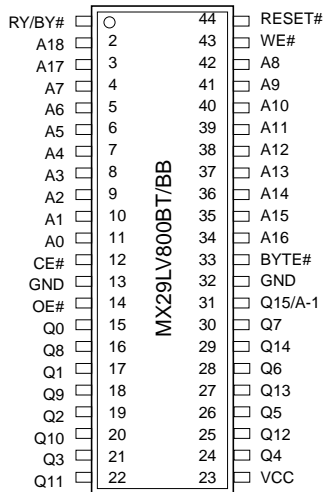 RY/BY# 44 RESET#
A18 2 43 WE#
A17 3 42 A8
A7 4 41 A9
A6 5 40 A10
A5 6 39 A11
A4 7 38 A12
A3 8 37 A13
A2 9 36 A14
A1 10 35 A15
A0 11 34 A16
CE# 12 33 BYTE#
GND 13 32 GND
OE# 14 31 Q15/A-1
Q0 15 30 Q7
Q8 16 29 Q14
Q1 17 28 Q6
Q9 18 27 Q13
Q2 19 26 Q5
Q10 20 25 Q12
Q3 21 24 Q4
Q11 22 23 VCC
MX29LV800BT/BB